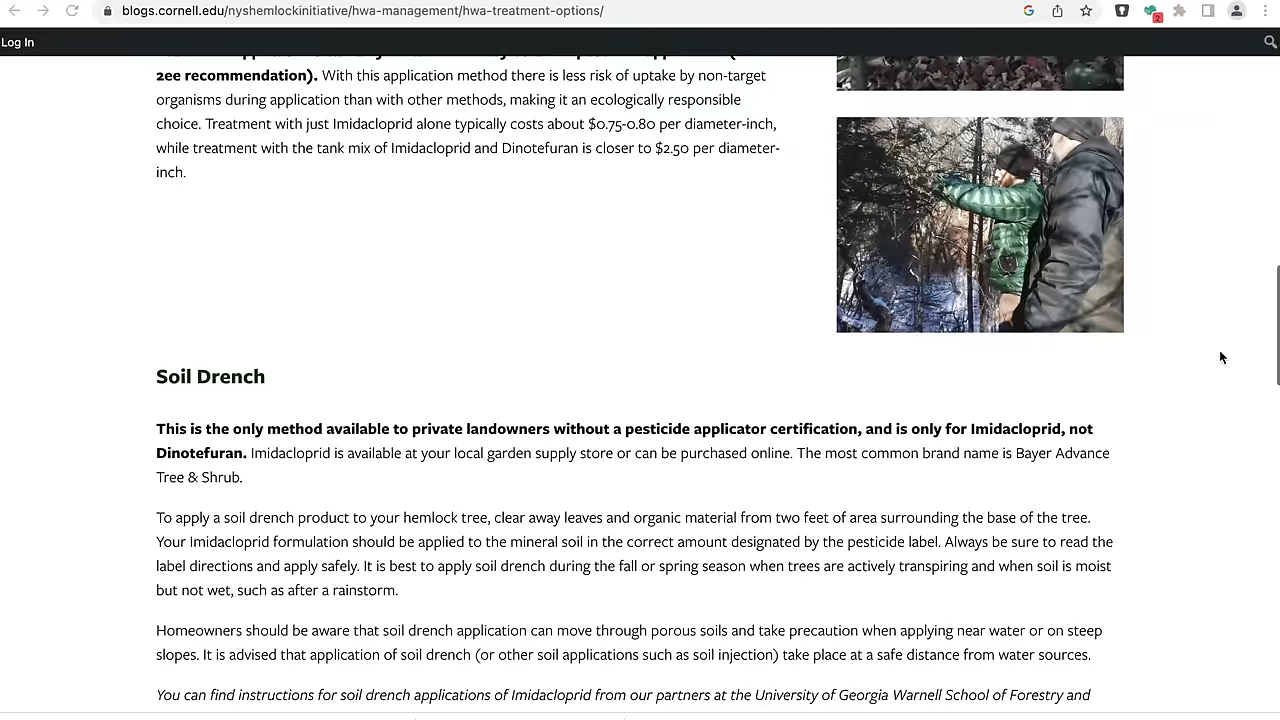 blogs.cornell.edu/nyshemlockinitiative/hwa-management/hwa-treatment-options/
2
Log In
2ee recommendation). With this application method there is less risk of uptake by non-target
organisms during application than with other methods, making it an ecologically responsible
choice. Treatment with just Imidacloprid alone typically costs about $0.75-0.80 per diameter-inch,
while treatment with the tank mix of Imidacloprid and Dinotefuran is closer to $2.50 per diameter-
inch.
Soil Drench
This is the only method available to private landowners without a pesticide applicator certification, and is only for Imidacloprid, not
Dinotefuran. Imidacloprid is available at your local garden supply store or can be purchased online. The most common brand name is Bayer Advance
Tree & Shrub.
To apply a soil drench product to your hemlock tree, clear away leaves and organic material from two feet of area surrounding the base of the tree.
Your Imidacloprid formulation should be applied to the mineral soil in the correct amount designated by the pesticide label. Always be sure to read the
label directions and apply safely. It is best to apply soil drench during the fall or spring season when trees are actively transpiring and when soil is moist
but not wet, such as after a rainstorm.
Homeowners should be aware that soil drench application can move through porous soils and take precaution when applying near water or on steep
slopes. It is advised that application of soil drench (or other soil applications such as soil injection) take place at a safe distance from water sources.
You can find instructions for soil drench applications of Imidacloprid from our partners at the University of Georgia Warnell School of Forestry and